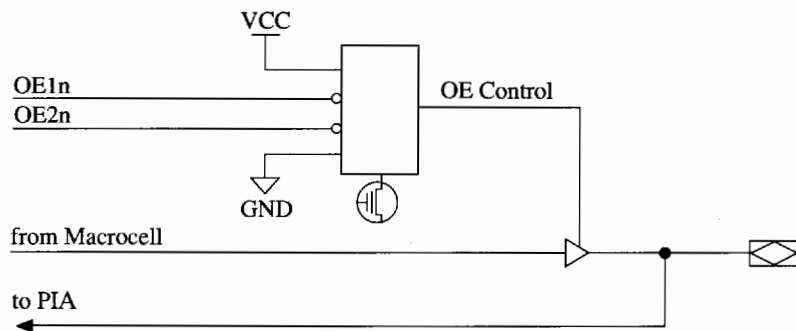 VCC
OE1n
OE Control
OE2n
GND
from Macrocell
to PIA